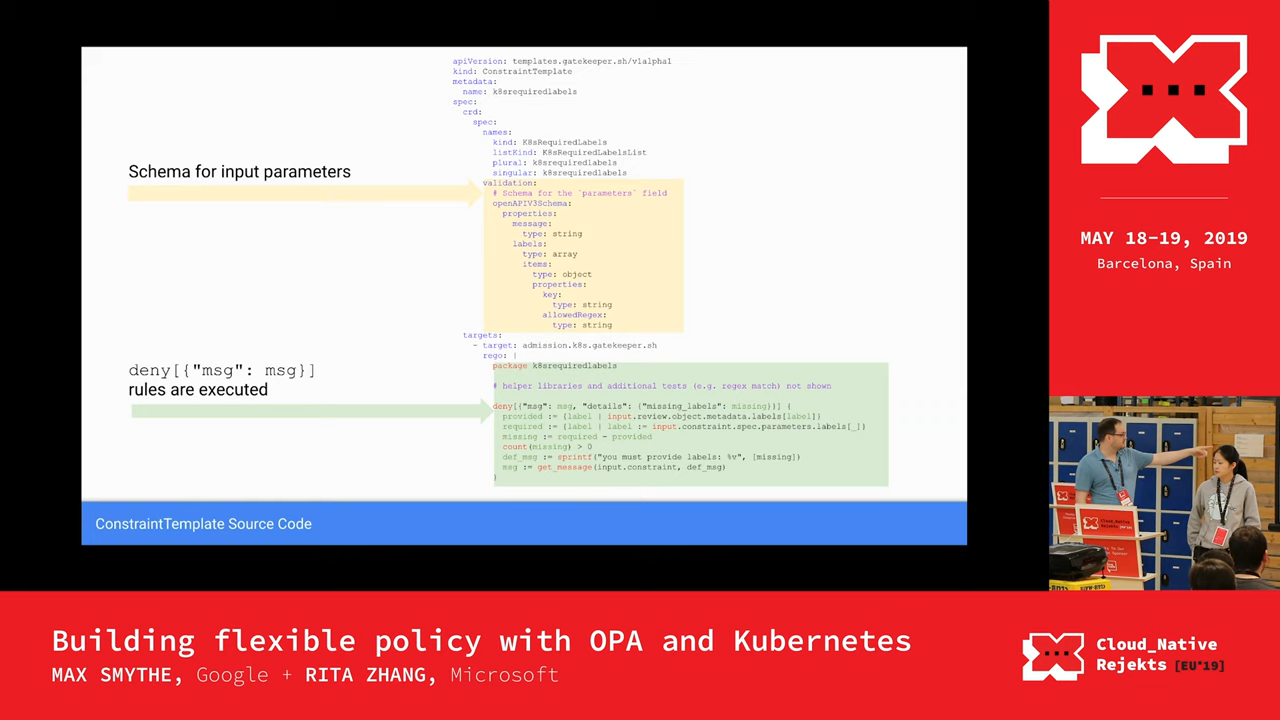 apiVersion: templates.gatekeeper.sh/v1alpha1
kind: ConstraintTemplate
metadata:
name: k8srequiredlabels
spec:
crd:
spec:
names:
kind: K8sRequiredLabels
listKind: K8sRequiredLabelsList
plural: k8srequiredlabels
singular: k8srequiredlabels
validation:
# Schema for the `parameters` field
openAPIV3Schema:
properties:
message:
type: string
labels:
type: array
items:
type: object
properties:
key:
type: string
allowedRegex:
type: string
targets:
- target: admission.k8s.gatekeeper.sh
rego: |
package k8srequiredlabels
# helper libraries and additional tests (e.g. regex match) not shown
deny[{"msg": msg, "details": {"missing_labels": missing}}] {
provided := {label | input.review.object.metadata.labels[label]}
required := {label | label := input.constraint.spec.parameters.labels[_]}
missing := required - provided
count(missing) > 0
def_msg := sprintf("you must provide labels: %v", [missing])
msg := get_message(input.constraint, def_msg)
}
Schema for input parameters
deny[{"msg": msg}]
rules are executed
ConstraintTemplate Source Code
MAY 18-19, 2019
Barcelona, Spain
Building flexible policy with OPA and Kubernetes
MAX SMYTHE, Google + RITA ZHANG, Microsoft
Cloud_Native
Rejekts [EU"19]